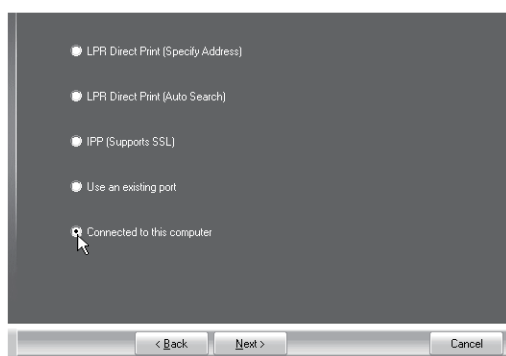 LPR Direct Print (Specify Address)
LPR Direct Print (Auto Search)
IPP (Supports SSL)
Use an existing port
Connected to this computer
< Back Next > Cancel